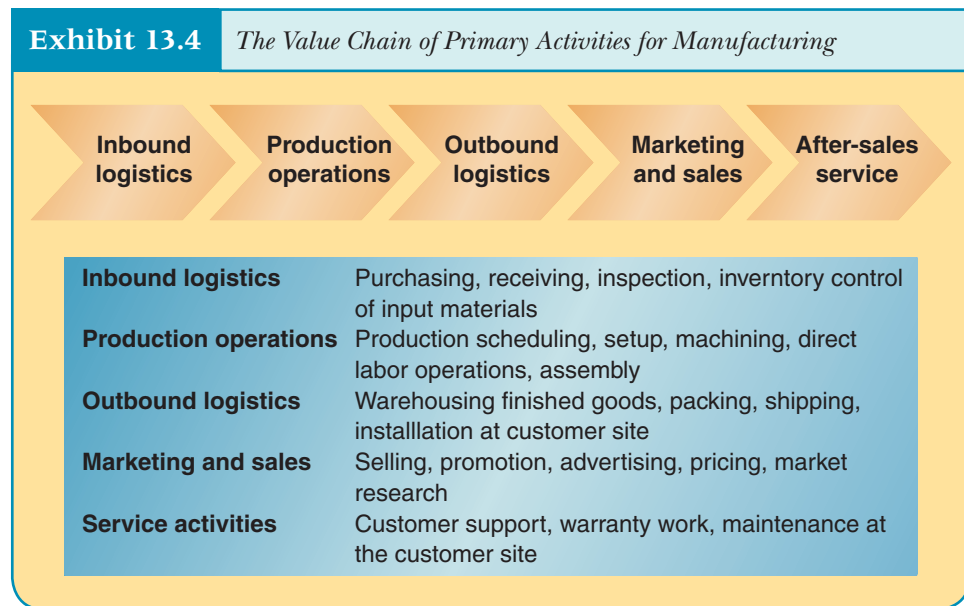 Exhibit 13.4 The Value Chain of Primary Activities for Manufacturing
Inbound
logistics
Production
operations
Outbound
logistics
Marketing
and sales
After-sales
service
Inbound logistics Purchasing, receiving, inspection, inverntory control
of input materials
Production operations Production scheduling, setup, machining, direct
labor operations, assembly
Outbound logistics Warehousing finished goods, packing, shipping,
installlation at customer site
Marketing and sales Selling, promotion, advertising, pricing, market
research
Service activities Customer support, warranty work, maintenance at
the customer site